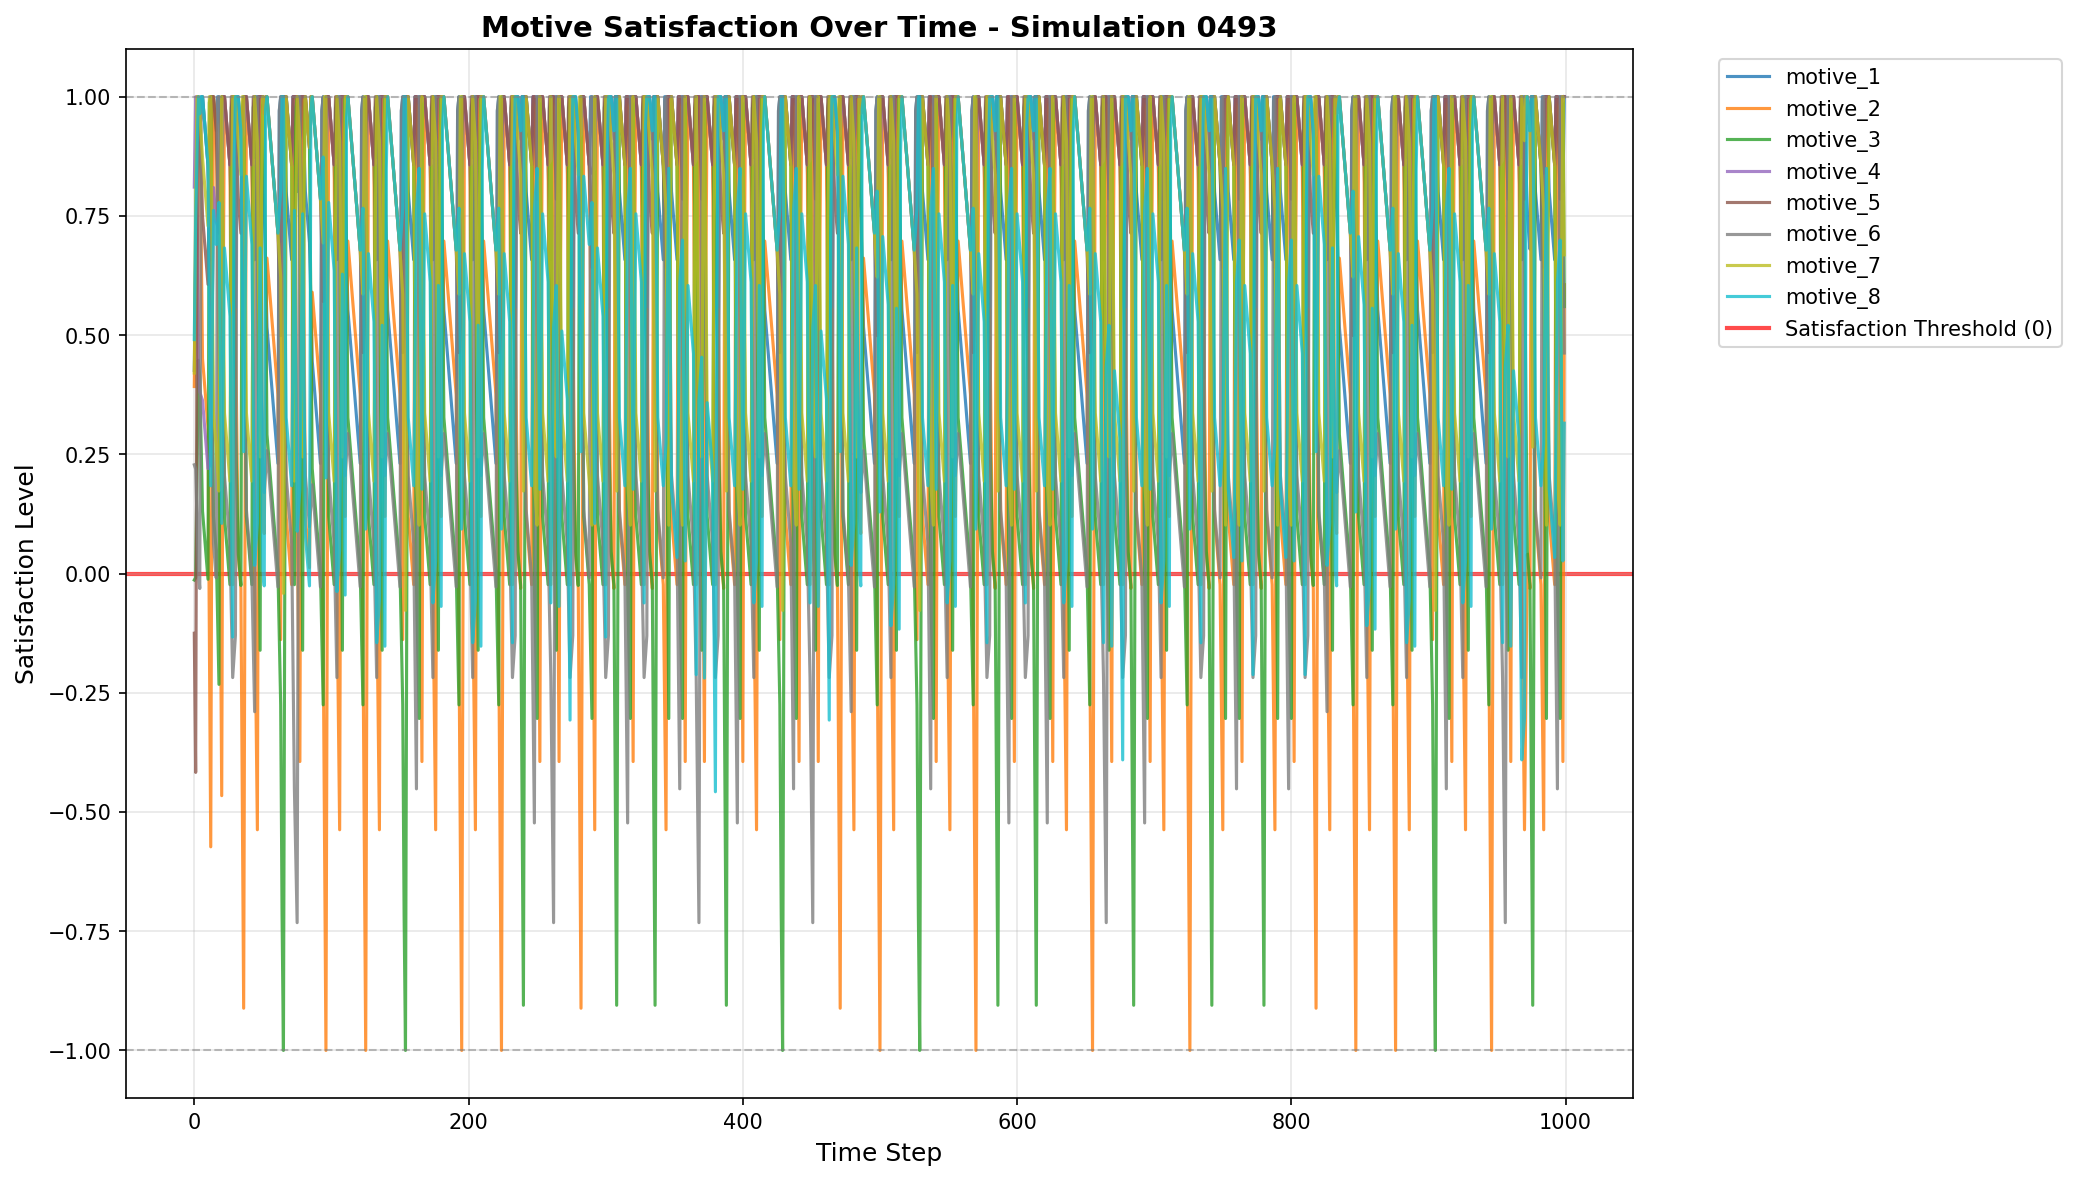 Motive Satisfaction Over Time - Simulation 0493
1.00
0.75
0.50
0.25
0.00
−0.25
−0.50
−0.75
−1.00
Satisfaction Level
0
200
400
600
800
1000
Time Step
motive_1
motive_2
motive_3
motive_4
motive_5
motive_6
motive_7
motive_8
Satisfaction Threshold (0)